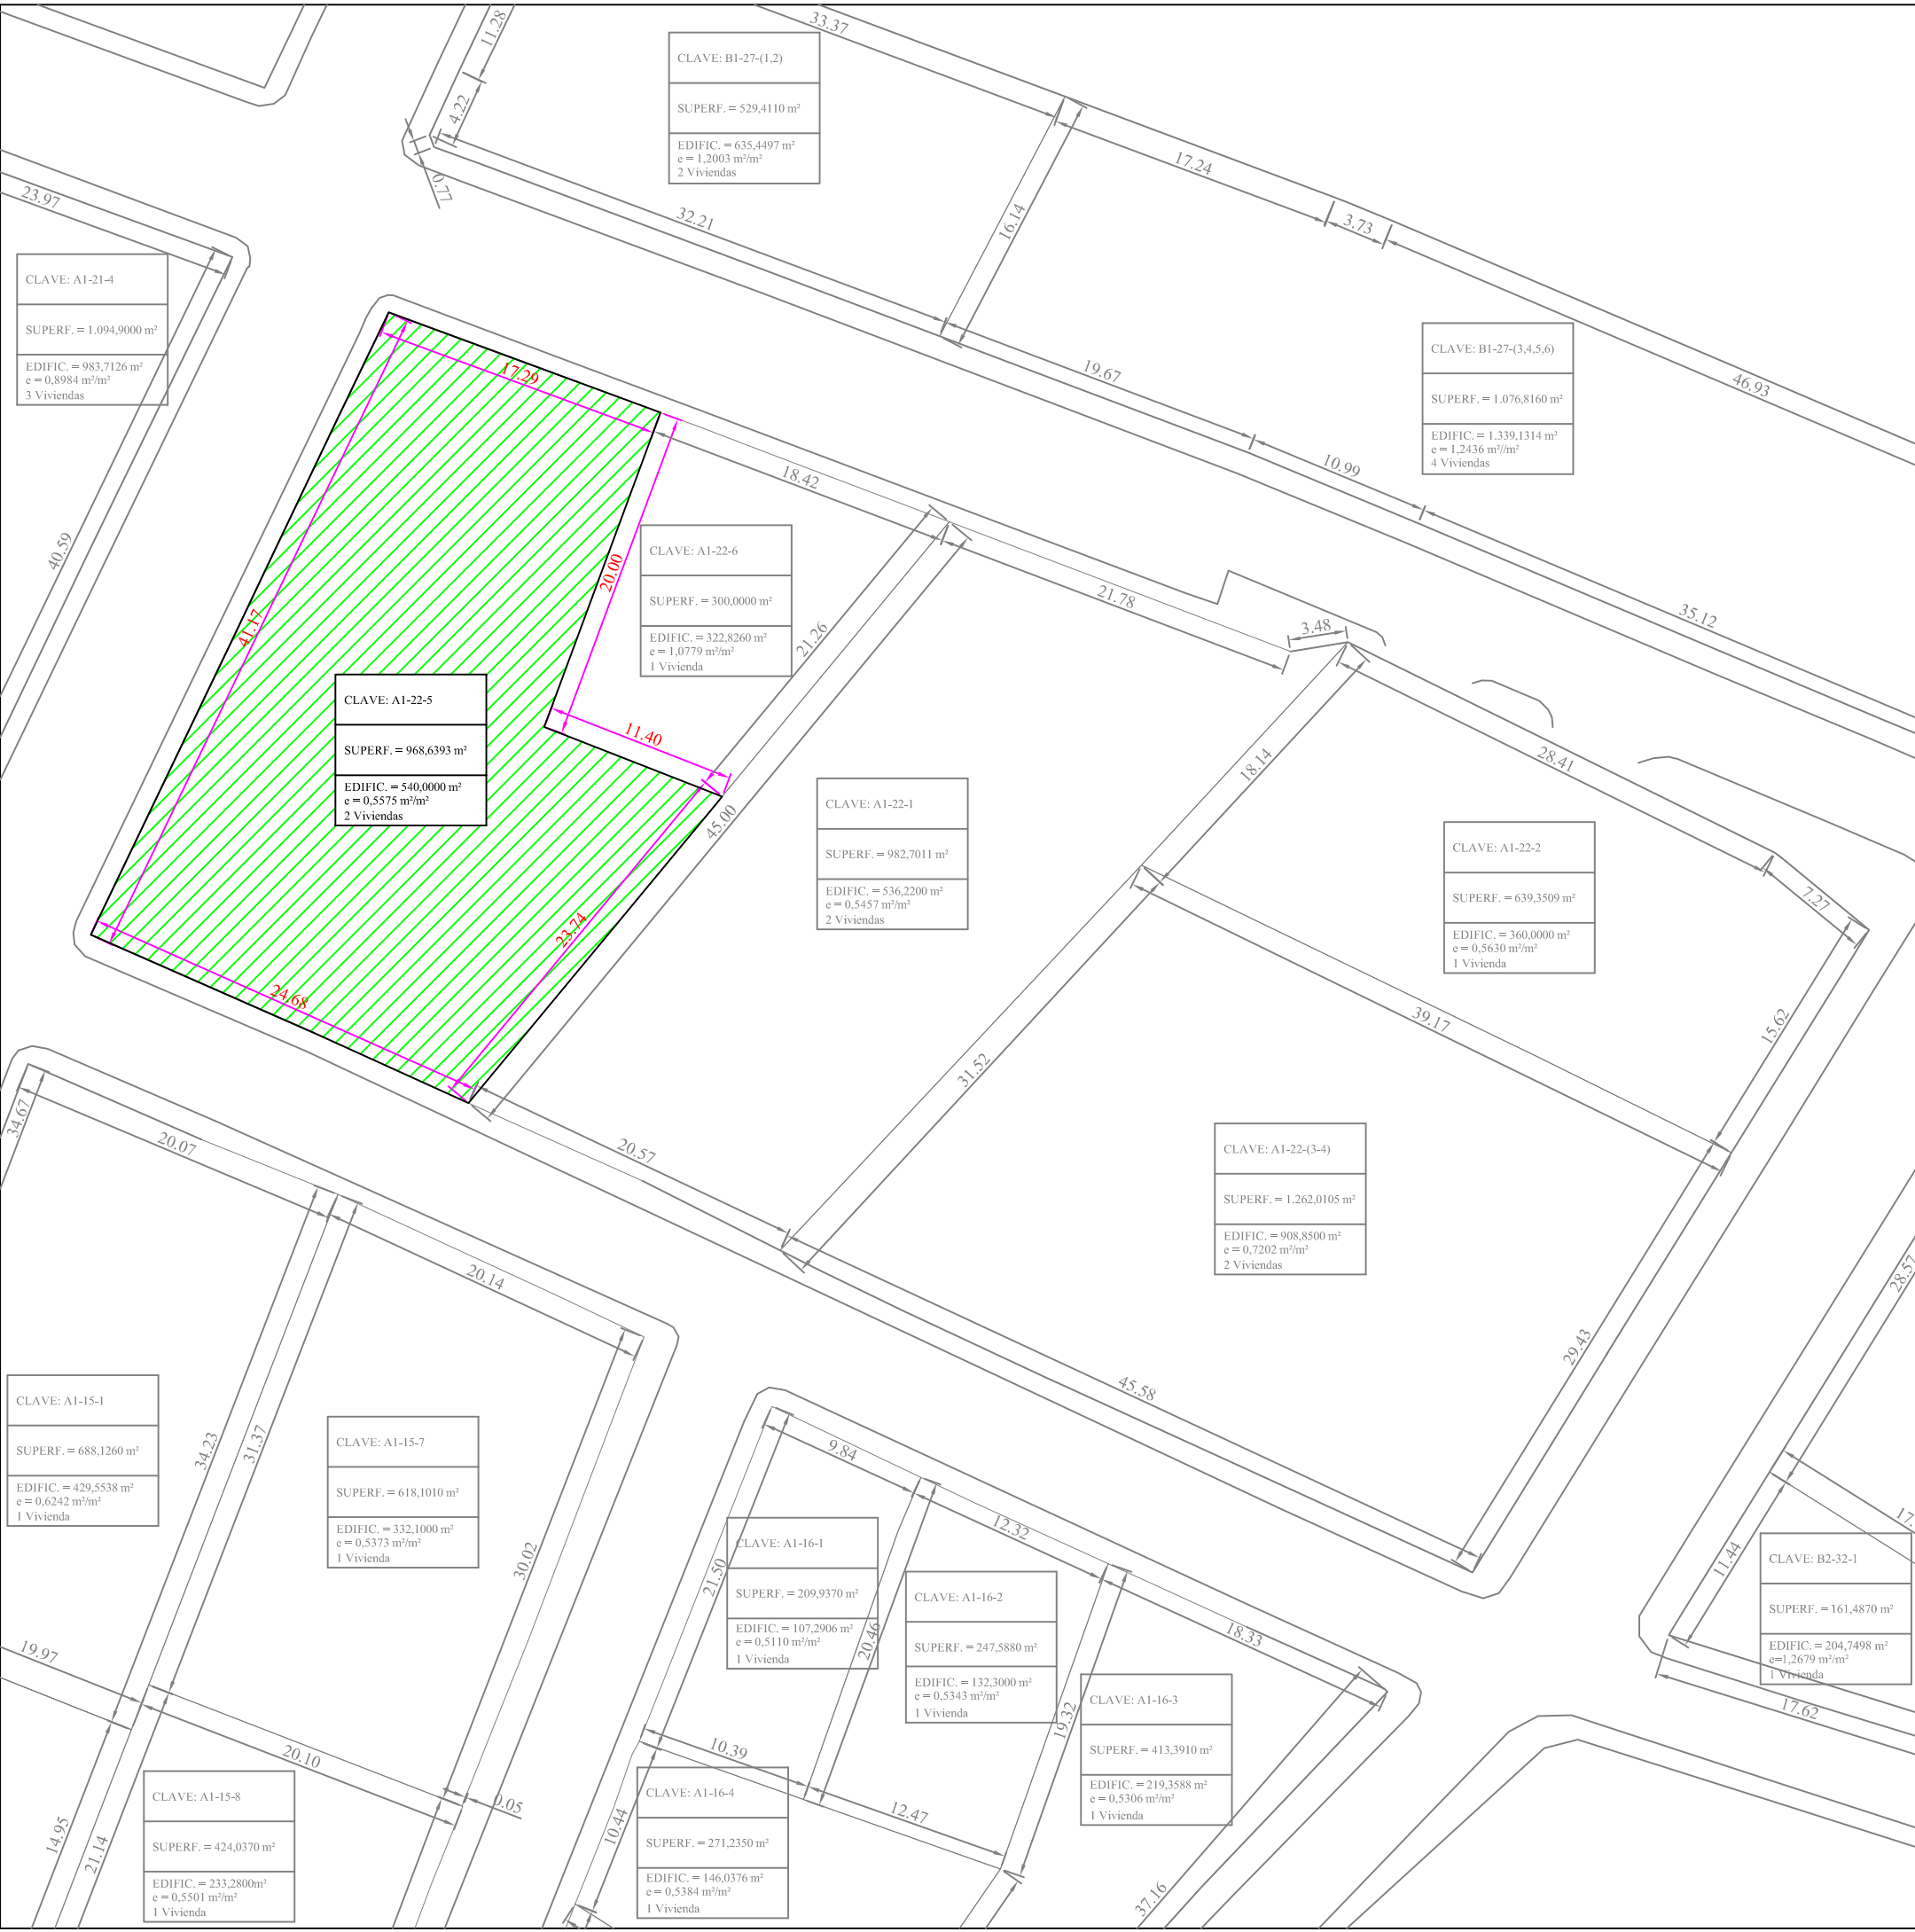 33.37
11.28
4.22
0.77
CLAVE: B1-27-(1,2)
SUPERF. = 529,4110 m²
EDIFIC. = 635,4497 m²
e = 1,2003 m²/m²
2 Viviendas
17.24
3.73
16.14
32.21
23.97
CLAVE: A1-21-4
SUPERF. = 1.094,9000 m²
EDIFIC. = 983,7126 m²
e = 0,8984 m²/m²
3 Viviendas
40.59
19.67
10.99
46.93
35.12
CLAVE: B1-27-(3,4,5,6)
SUPERF. = 1.076,8160 m²
EDIFIC. = 1.339,1314 m²
e = 1,2436 m²//m²
4 Viviendas
17.29
18.42
20.00
41.17
CLAVE: A1-22-6
SUPERF. = 300,0000 m²
EDIFIC. = 322,8260 m²
e = 1,0779 m²/m²
1 Vivienda
21.26
21.78
3.48
11.40
CLAVE: A1-22-5
SUPERF. = 968,6393 m²
EDIFIC. = 540,0000 m²
e = 0,5575 m²/m²
2 Viviendas
45.00
23.74
24.68
CLAVE: A1-22-1
SUPERF. = 982,7011 m²
EDIFIC. = 536,2200 m²
e = 0,5457 m²/m²
2 Viviendas
18.14
28.41
7.27
CLAVE: A1-22-2
SUPERF. = 639,3509 m²
EDIFIC. = 360,0000 m²
e = 0,5630 m²/m²
1 Vivienda
39.17
15.62
31.52
20.57
CLAVE: A1-22-(3-4)
SUPERF. = 1.262,0105 m²
EDIFIC. = 908,8500 m²
e = 0,7202 m²/m²
2 Viviendas
29.43
45.58
28.57
34.67
20.07
20.14
CLAVE: A1-15-1
SUPERF. = 688,1260 m²
EDIFIC. = 429,5538 m²
e = 0,6242 m²/m²
1 Vivienda
34.23
31.37
CLAVE: A1-15-7
SUPERF. = 618,1010 m²
EDIFIC. = 332,1000 m²
e = 0,5373 m²/m²
1 Vivienda
30.02
9.84
12.32
18.33
21.50
CLAVE: A1-16-1
SUPERF. = 209,9370 m²
EDIFIC. = 107,2906 m²
e = 0,5110 m²/m²
1 Vivienda
20.46
CLAVE: A1-16-2
SUPERF. = 247,5880 m²
EDIFIC. = 132,3000 m²
e = 0,5343 m²/m²
1 Vivienda
19.32
CLAVE: A1-16-3
SUPERF. = 413,3910 m²
EDIFIC. = 219,3588 m²
e = 0,5306 m²/m²
1 Vivienda
17.
11.44
CLAVE: B2-32-1
SUPERF. = 161,4870 m²
EDIFIC. = 204,7498 m²
e=1,2679 m²/m²
1 Vivienda
17.62
19.97
20.10
0.05
14.95
21.14
CLAVE: A1-15-8
SUPERF. = 424,0370 m²
EDIFIC. = 233,2800m²
e = 0,5501 m²/m²
1 Vivienda
10.39
12.47
10.44
CLAVE: A1-16-4
SUPERF. = 271,2350 m²
EDIFIC. = 146,0376 m²
e = 0,5384 m²/m²
1 Vivienda
37.16